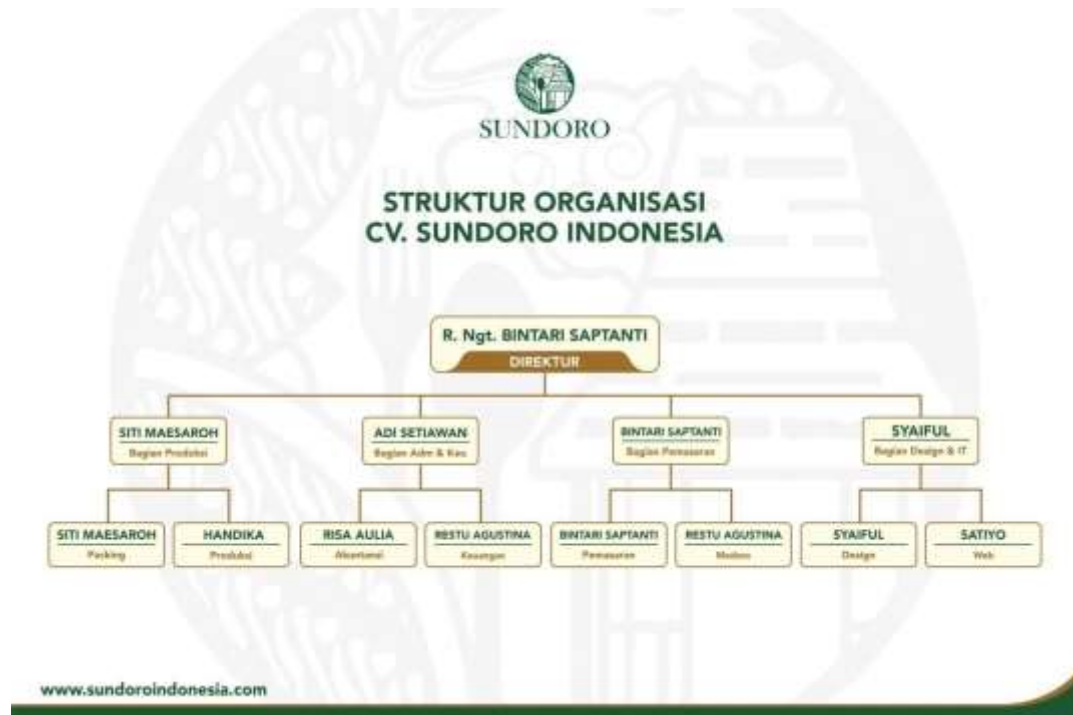 SUNDORO
STRUKTUR ORGANISASI
CV. SUNDORO INDONESIA
R. Ngt. BINTARI SAPTANTI
DIREKTUR
SITI MAESAROH
Bagian Produksi
ADI SETIAWAN
Bagian Adm & Keu
BINTARI SAPTANTI
Bagian Pemasaran
SYAIFUL
Bagian Design & IT
SITI MAESAROH
Packing
HANDIKA
Produksi
RISA AULIA
Akuntansi
RESTU AGUSTINA
Keuangan
BINTARI SAPTANTI
Pemasaran
RESTU AGUSTINA
Medsos
SYAIFUL
Design
SATIYO
Web
www.sundoroindonesia.com